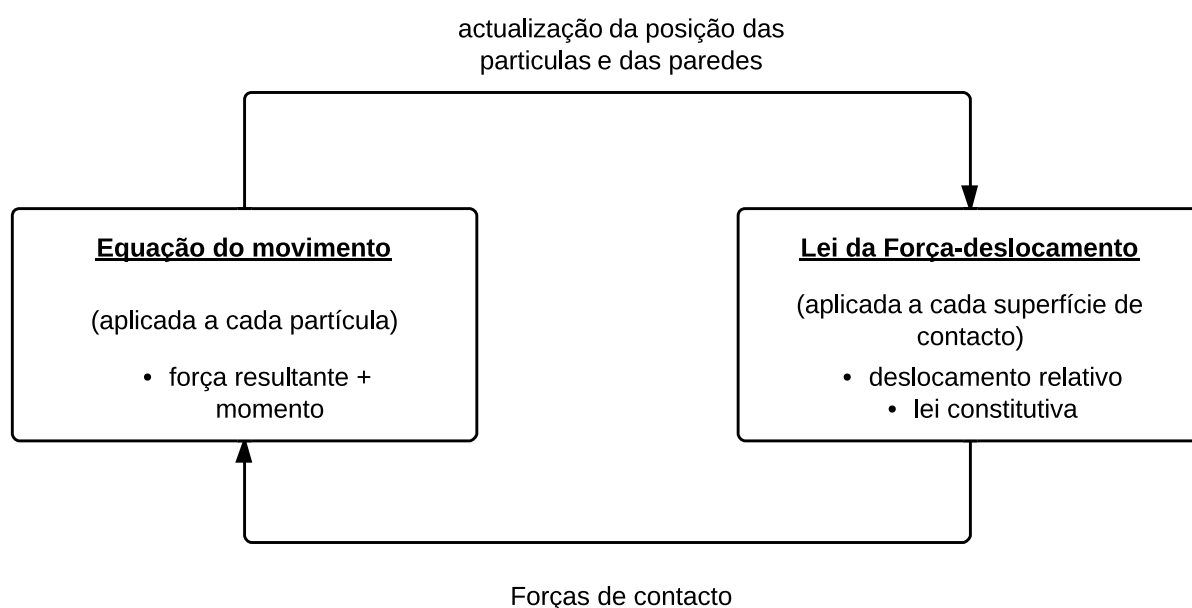 actualização da posição das
particulas e das paredes
Equação do movimento
(aplicada a cada partícula)
• força resultante +
momento
Lei da Força-deslocamento
(aplicada a cada superfície de
contacto)
• deslocamento relativo
• lei constitutiva
Forças de contacto